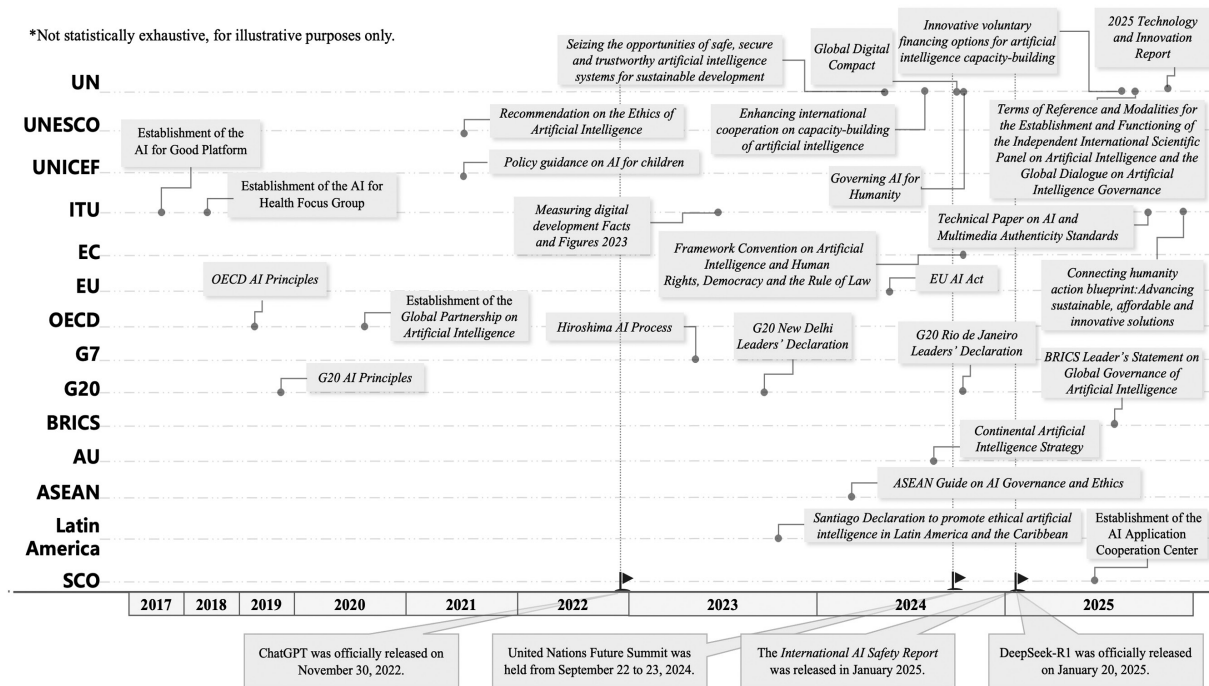 *Not statistically exhaustive, for illustrative purposes only.
Seizing the opportunities of safe, secure
and trustworthy artificial intelligence
systems for sustainable development
Global Digital
Compact
Innovative voluntary
financing options for artificial
intelligence capacity-building
2025 Technology
and Innovation
Report
UN
UNESCO
Recommendation on the Ethics of
Artificial Intelligence
Enhancing international
cooperation on capacity-building
of artificial intelligence
Terms of Reference and Modalities for
the Establishment and Functioning of
the Independent International Scientific
Panel on Artificial Intelligence and the
Global Dialogue on Artificial
Intelligence Governance
Establishment of the
AI for Good Platform
UNICEF
Policy guidance on AI for children
Governing AI for
Humanity
Establishment of the AI for
Health Focus Group
ITU
Measuring digital
development Facts
and Figures 2023
Technical Paper on AI and
Multimedia Authenticity Standards
EC
Framework Convention on Artificial
Intelligence and Human
Rights, Democracy and the Rule of Law
EU
EU AI Act
Connecting humanity
action blueprint:Advancing
sustainable, affordable and
innovative solutions
OECD AI Principles
OECD
Establishment of the
Global Partnership on
Artificial Intelligence
Hiroshima AI Process
G20 New Delhi
Leaders' Declaration
G20 Rio de Janeiro
Leaders' Declaration
G7
BRICS Leader's Statement on
Global Governance of
Artificial Intelligence
G20
G20 AI Principles
BRICS
Continental Artificial
Intelligence Strategy
AU
ASEAN
ASEAN Guide on AI Governance and Ethics
Latin
America
Santiago Declaration to promote ethical artificial
intelligence in Latin America and the Caribbean
Establishment of the
AI Application
Cooperation Center
SCO
2017 2018 2019 2020 2021 2022 2023 2024 2025
ChatGPT was officially released on
November 30, 2022.
United Nations Future Summit was
held from September 22 to 23, 2024.
The International AI Safety Report
was released in January 2025.
DeepSeek-R1 was officially released
on January 20, 2025.